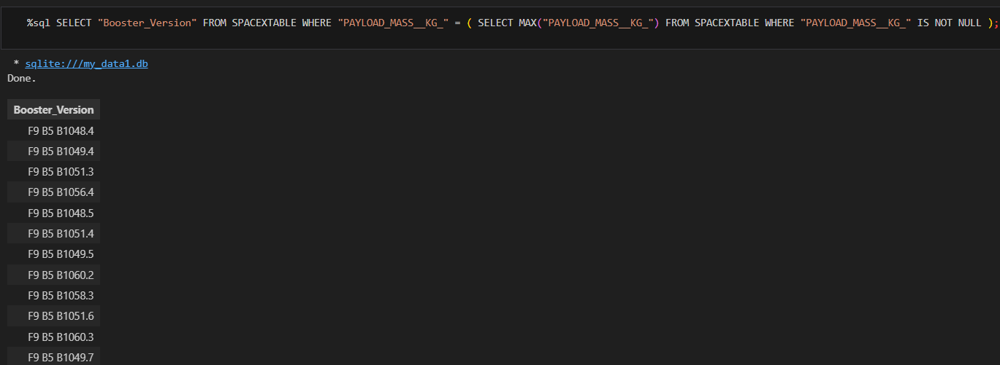 %sql SELECT "Booster_Version" FROM SPACEXTABLE WHERE "PAYLOAD_MASS__KG_" = ( SELECT MAX("PAYLOAD_MASS__KG_") FROM SPACEXTABLE WHERE "PAYLOAD_MASS__KG_" IS NOT NULL );
* sqlite:///my_data1.db
Done.
Booster_Version
F9 B5 B1048.4
F9 B5 B1049.4
F9 B5 B1051.3
F9 B5 B1056.4
F9 B5 B1048.5
F9 B5 B1051.4
F9 B5 B1049.5
F9 B5 B1060.2
F9 B5 B1058.3
F9 B5 B1051.6
F9 B5 B1060.3
F9 B5 B1049.7